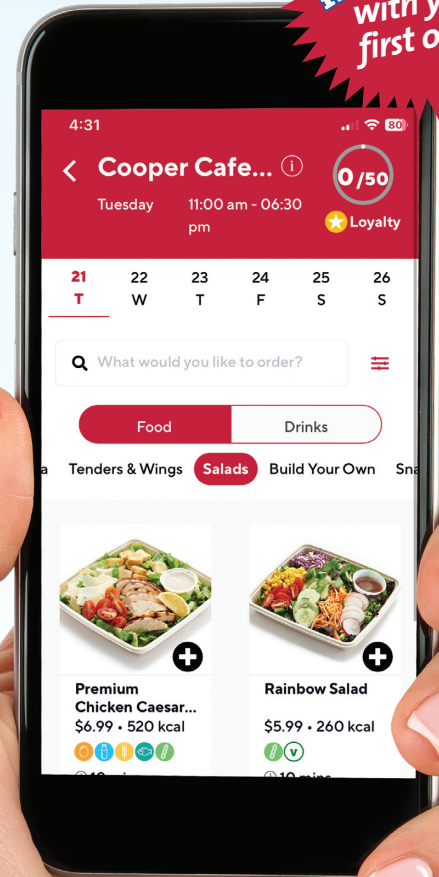 with y
first o
4:31
80
Cooper Cafe...
0/50
Tuesday
11:00 am - 06:30
pm
Loyalty
21 22 23 24 25 26
T W T F S S
What would you like to order?
Food Drinks
a Tenders & Wings Salads Build Your Own Sna
Premium
Chicken Caesar...
$6.99 • 520 kcal
Rainbow Salad
$5.99 • 260 kcal
V
10 mins